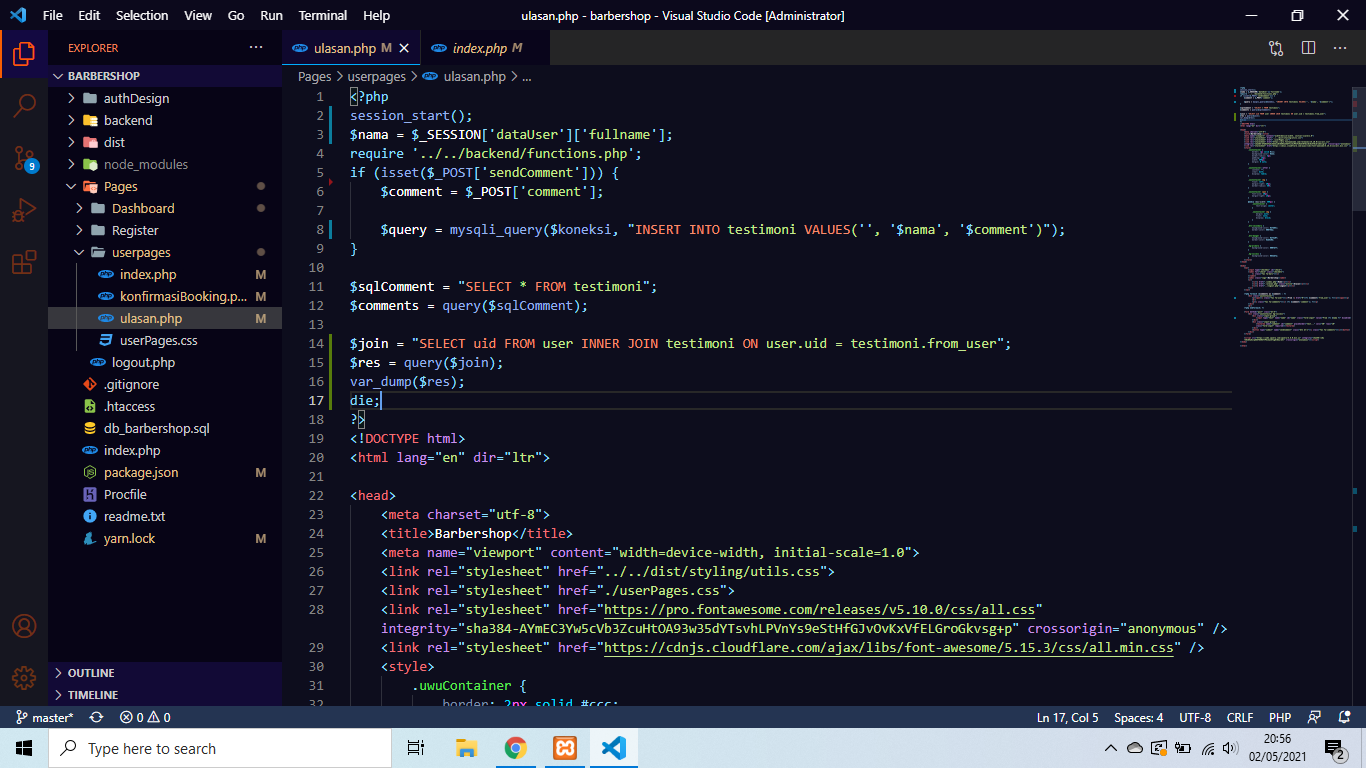 File Edit Selection View Go Run Terminal Help ulasan.php - barbershop - Visual Studio Code [Administrator]
EXPLORER ...
BARBERSHOP
authDesign
backend
dist
node_modules
Pages
Dashboard
Register
userpages
index.php M
konfirmasiBooking.p... M
ulasan.php M
userPages.css
logout.php
.gitignore
.htaccess
db_barbershop.sql
index.php
package.json M
Procfile
readme.txt
yarn.lock M
OUTLINE
TIMELINE
9
ulasan.php M index.php M
Pages > userpages > ulasan.php > ...
1 <?php
2 session_start();
3 $nama = $_SESSION['dataUser']['fullname'];
4 require '../../backend/functions.php';
5 if (isset($_POST['sendComment'])) {
6 $comment = $_POST['comment'];
7
8 $query = mysqli_query($koneksi, "INSERT INTO testimoni VALUES('', '$nama', '$comment')");
9 }
10
11 $sqlComment = "SELECT * FROM testimoni";
12 $comments = query($sqlComment);
13
14 $join = "SELECT uid FROM user INNER JOIN testimoni ON user.uid = testimoni.from_user";
15 $res = query($join);
16 var_dump($res);
17 die;
18 ?>
19 <!DOCTYPE html>
20 <html lang="en" dir="ltr">
21
22 <head>
23 <meta charset="utf-8">
24 <title>Barbershop</title>
25 <meta name="viewport" content="width=device-width, initial-scale=1.0">
26 <link rel="stylesheet" href="../../dist/styling/utils.css">
27 <link rel="stylesheet" href="./userPages.css">
28 <link rel="stylesheet" href="https://pro.fontawesome.com/releases/v5.10.0/css/all.css"
integrity="sha384-AYmEC3Yw5cVb3ZcuHtOA93w35dYTsvhLPVnYs9eStHfGJvOvKxVfELGroGkvsg+p" crossorigin="anonymous" />
29 <link rel="stylesheet" href="https://cdnjs.cloudflare.com/ajax/libs/font-awesome/5.15.3/css/all.min.css" />
30 <style>
31 .uwuContainer {
32 border: 2px solid #ccc;
master* 0 0 Ln 17, Col 5 Spaces: 4 UTF-8 CRLF PHP
Type here to search
20:56
02/05/2021
2